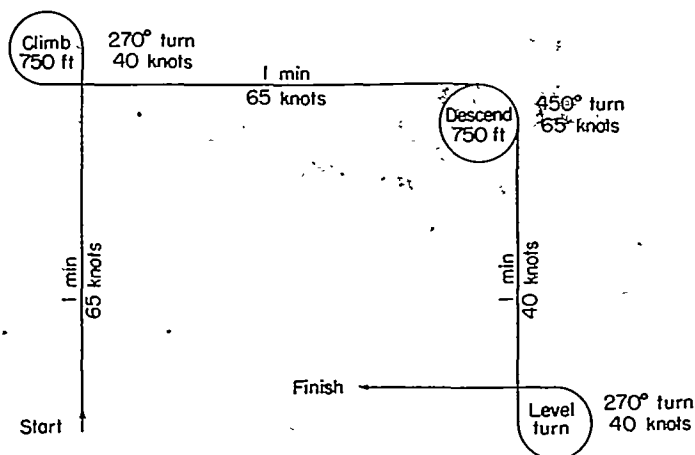 Climb
750 ft
270° turn
40 knots
1 min
65 knots
Descend
750 ft
450° turn
65 knots
1 min
65 knots
1 min
40 knots
Finish
Start
Level
turn
270° turn
40 knots